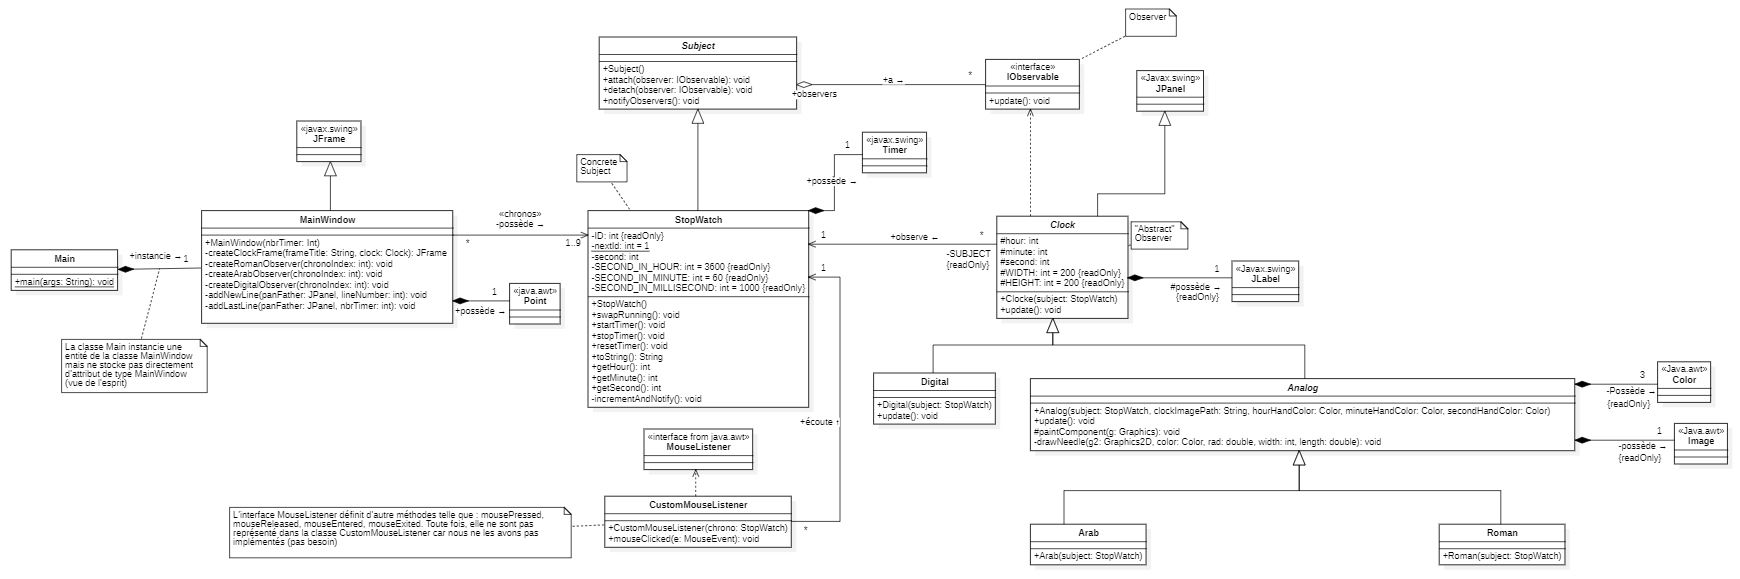 Observer
Subject
+Subject()
+attach(observer: IObservable): void
+detach(observer: IObservable): void
+notifyObservers(): void
+observers
+a →
*
«interface»
IObservable
+update(): void
«Javax.swing»
JPanel
«javax.swing»
JFrame
Concrete
Subject
1
«javax.swing»
Timer
+possède →
MainWindow
+MainWindow(nbrTimer: Int)
-createClockFrame(frameTitle: String, clock: Clock): JFrame
-createRomanObserver(chronoIndex: int): void
-createArabObserver(chronoIndex: int): void
-createDigitalObserver(chronoIndex: int): void
-addNewLine(panFather: JPanel, lineNumber: int): void
-addLastLine(panFather: JPanel, nbrTimer: int): void
«chronos»
-possède →
*
1..9
Main
+main(args: String): void
+instancie →
1
1
+possède →
«java.awt»
Point
La classe Main instancie une
entité de la classe MainWindow
mais ne stocke pas directement
d'attribut de type MainWindow
(vue de l'esprit)
StopWatch
-ID: int {readOnly}
-nextId: int = 1
-second: int
-SECOND_IN_HOUR: int = 3600 {readOnly}
-SECOND_IN_MINUTE: int = 60 {readOnly}
-SECOND_IN_MILLISECOND: int = 1000 {readOnly}
+StopWatch()
+swapRunning(): void
+startTimer(): void
+stopTimer(): void
+resetTimer(): void
+toString(): String
+getHour(): int
+getMinute(): int
+getSecond(): int
-incrementAndNotify(): void
1
+observe ←
*
-SUBJECT
{readOnly}
1
Clock
#hour: int
#minute: int
#second: int
#WIDTH: int = 200 {readOnly}
#HEIGHT: int = 200 {readOnly}
+Clocke(subject: StopWatch)
+update(): void
"Abstract"
Observer
1
#possède →
{readOnly}
«Javax.swing»
JLabel
Digital
+Digital(subject: StopWatch)
+update(): void
Analog
+Analog(subject: StopWatch, clockImagePath: String, hourHandColor: Color, minuteHandColor: Color, secondHandColor: Color)
+update(): void
#paintComponent(g: Graphics): void
-drawNeedle(g2: Graphics2D, color: Color, rad: double, width: int, length: double): void
3
-Possède →
{readOnly}
«Java.awt»
Color
1
-possède →
{readOnly}
«Java.awt»
Image
+écoute ↑
«interface from java.awt»
MouseListener
CustomMouseListener
+CustomMouseListener(chrono: StopWatch)
+mouseClicked(e: MouseEvent): void
*
L'interface MouseListener définit d'autre méthodes telle que : mousePressed,
mouseReleased, mouseEntered, mouseExited. Toute fois, elle ne sont pas
représenté dans la classe CustomMouseListener car nous ne les avons pas
implémentés (pas besoin)
Arab
+Arab(subject: StopWatch)
Roman
+Roman(subject: StopWatch)